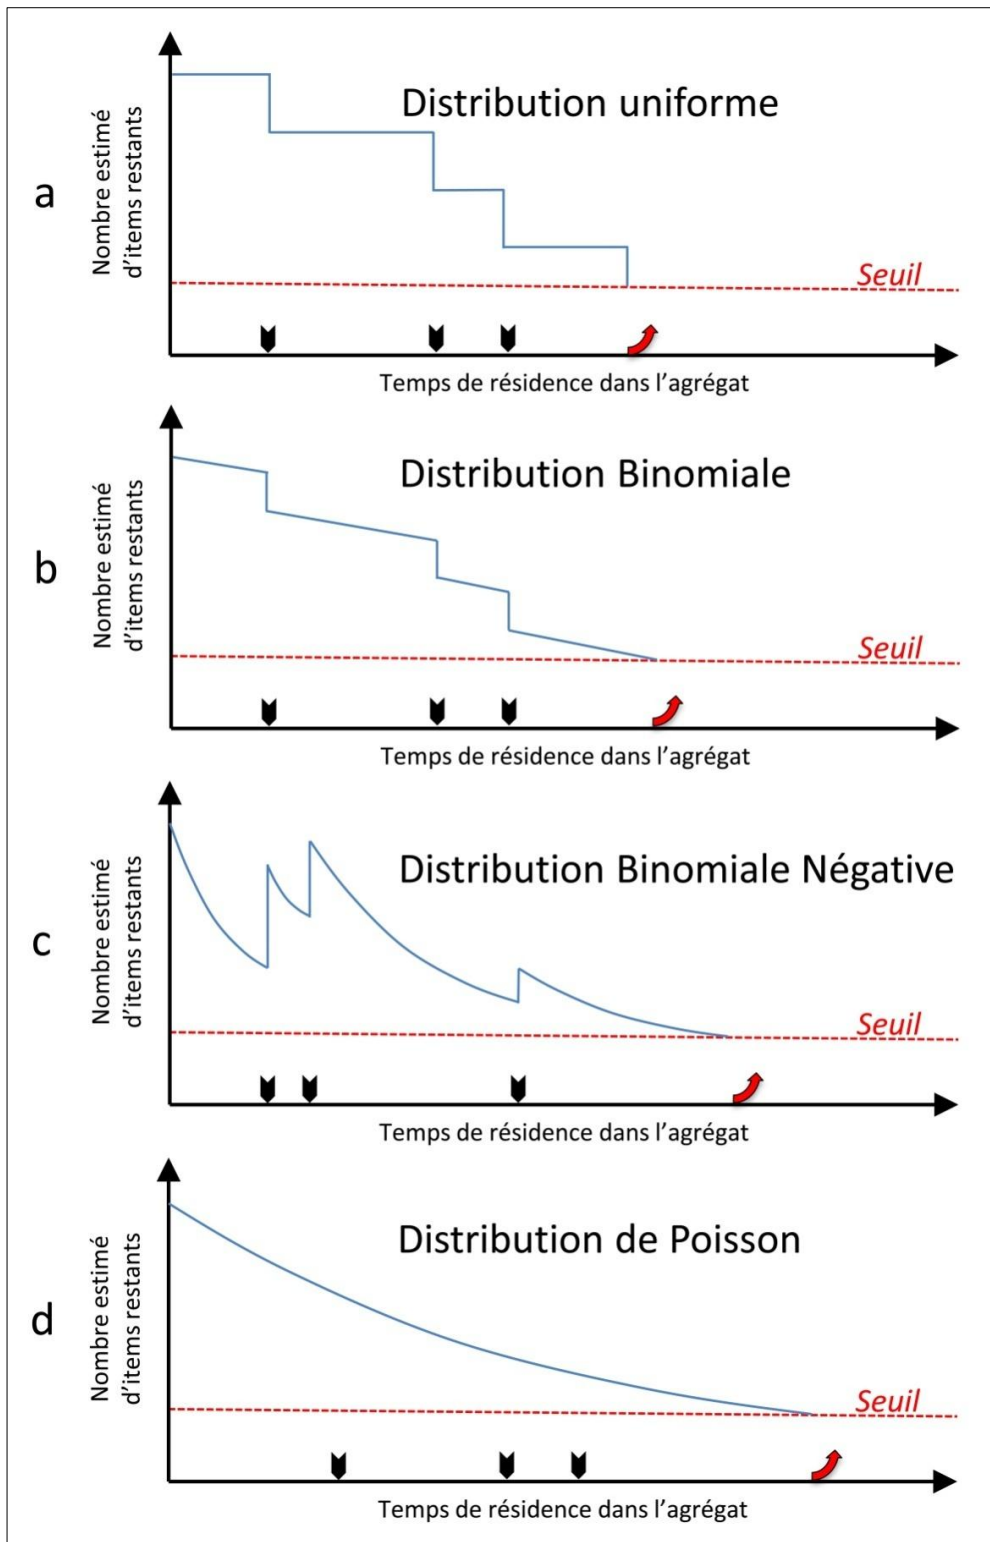 a
Nombre estimé
d'items restants
Distribution uniforme
Seuil
Temps de résidence dans l'agrégat
b
Nombre estimé
d'items restants
Distribution Binomiale
Seuil
Temps de résidence dans l'agrégat
c
Nombre estimé
d'items restants
Distribution Binomiale Négative
Seuil
Temps de résidence dans l'agrégat
d
Nombre estimé
d'items restants
Distribution de Poisson
Seuil
Temps de résidence dans l'agrégat